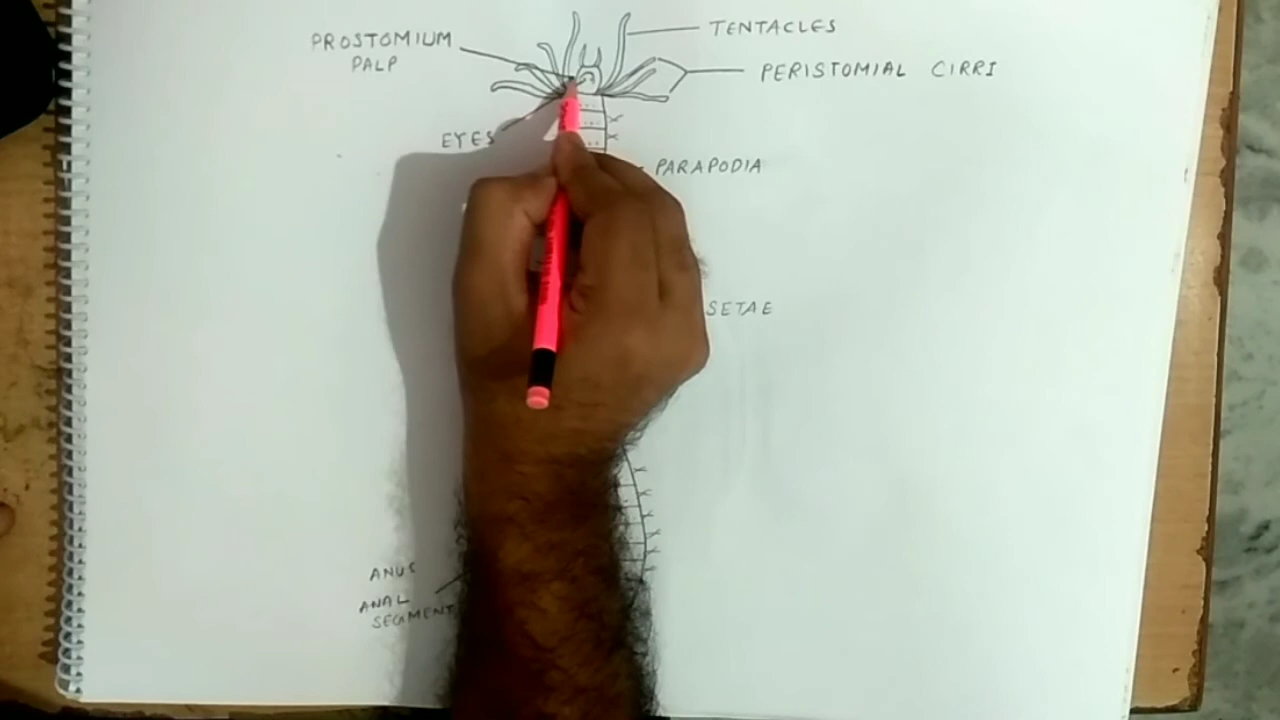 PROSTOMIUM
PALP
TENTACLES
PERISTOMIAL CIRRI
EYES
PARAPODIA
SETAE
ANUS
ANAL
SEGMENT